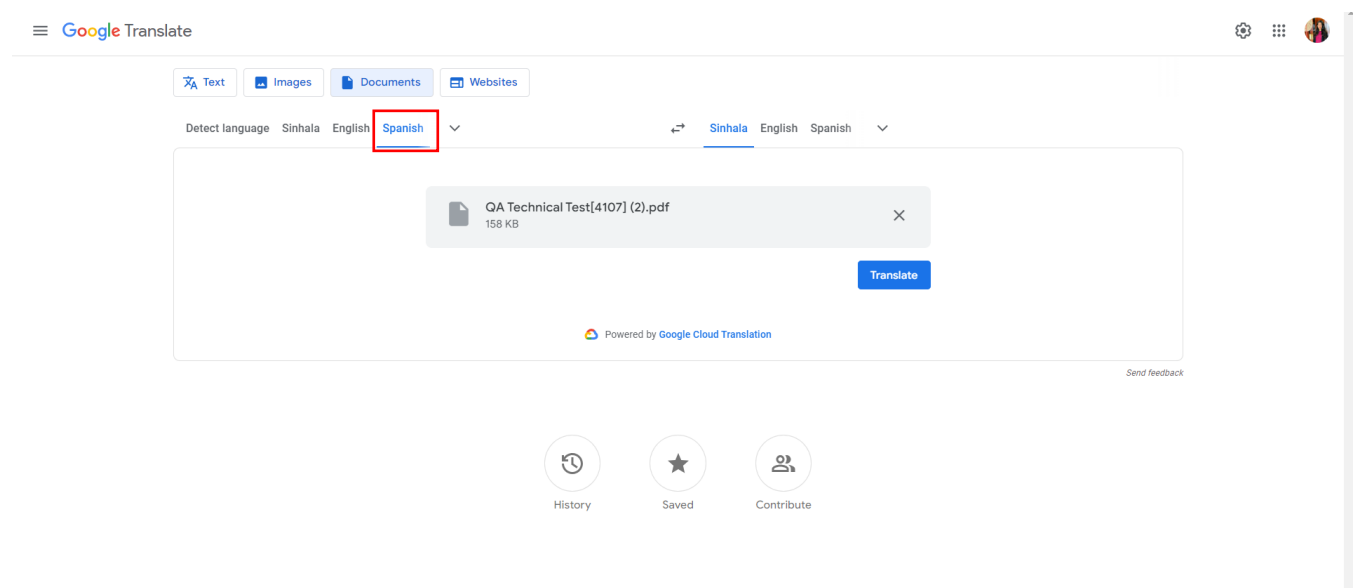 Google Translate
Text Images Documents Websites
Detect language Sinhala English Spanish Sinhala English Spanish
QA Technical Test[4107] (2).pdf
158 KB
Translate
Powered by Google Cloud Translation
Send feedback
History Saved Contribute